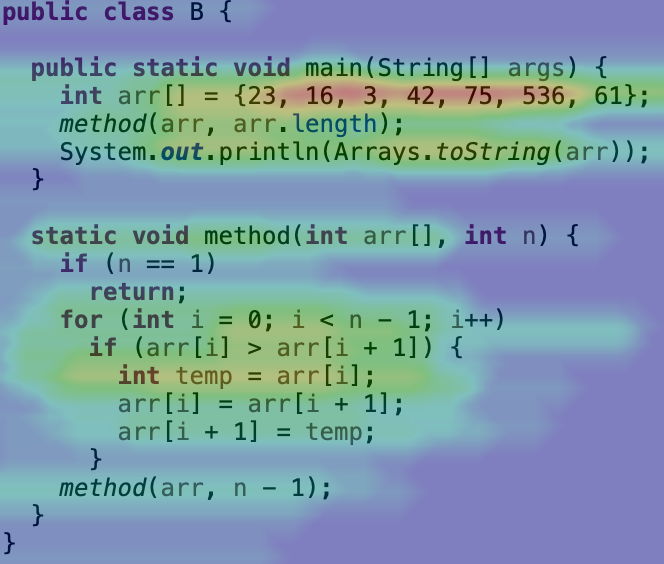 public class B {
public static void main(String[] args) {
int arr[] = {23, 16, 3, 42, 75, 536, 61};
method(arr, arr.length);
System.out.println(Arrays.toString(arr));
}
static void method(int arr[], int n) {
if (n == 1)
return;
for (int i = 0; i < n - 1; i++)
if (arr[i] > arr[i + 1]) {
int temp = arr[i];
arr[i] = arr[i + 1];
arr[i + 1] = temp;
}
method(arr, n - 1);
}
}